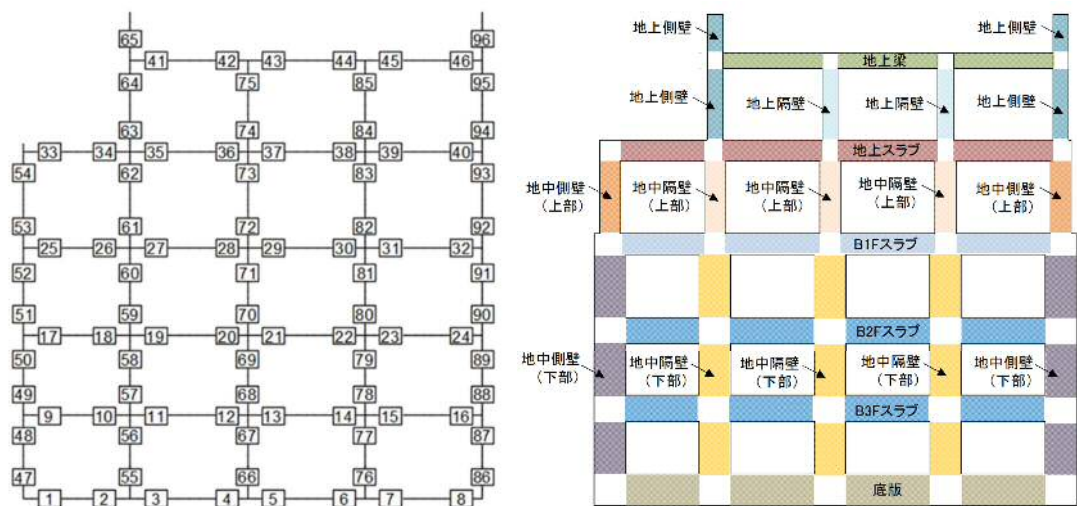 65 96
41 42 43 44 45 46
64 75 85 95
63 74 84 94
33 34 35 36 37 38 39 40
54 62 73 83 93
53 61 72 82 92
25 26 27 28 29 30 31 32
52 60 71 81 91
51 59 70 80 90
17 18 19 20 21 22 23 24
50 58 69 79 89
49 57 68 78 88
9 10 11 12 13 14 15 16
48 56 67 77 87
47 55 66 76 86
1 2 3 4 5 6 7 8
地上側壁
地上側壁
地上梁
地上側壁
地上隔壁
地上隔壁
地上側壁
地上スラブ
地中側壁
（上部）
地中隔壁
（上部）
地中隔壁
（上部）
地中隔壁
（上部）
地中側壁
（上部）
B1Fスラブ
B2Fスラブ
地中側壁
（下部）
地中隔壁
（下部）
地中隔壁
（下部）
地中隔壁
（下部）
地中側壁
（下部）
B3Fスラブ
底版